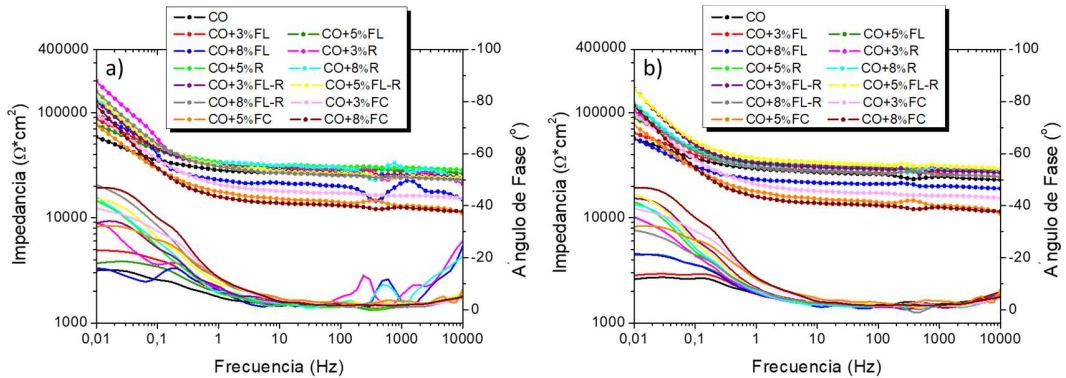 CO
CO+3%FL CO+5%FL
CO+8%FL CO+3%R
CO+5%R CO+8%R
CO+3%FL-R CO+5%FL-R
CO+8%FL-R CO+3%FC
CO+5%FC CO+8%FC
a)
400000
100000
10000
1000
Impedancia (Ω*cm2)
-100
-80
-60
-40
-20
0
Ángulo de Fase (°)
0,01 0,1 1 10 100 1000 10000
Frecuencia (Hz)
CO
CO+3%FL CO+5%FL
CO+8%FL CO+3%R
CO+5%R CO+8%R
CO+3%FL-R CO+5%FL-R
CO+8%FL-R CO+3%FC
CO+5%FC CO+8%FC
b)
400000
100000
10000
1000
Impedancia (Ω*cm2)
-100
-80
-60
-40
-20
0
Ángulo de Fase (°)
0,01 0,1 1 10 100 1000 10000
Frecuencia (Hz)